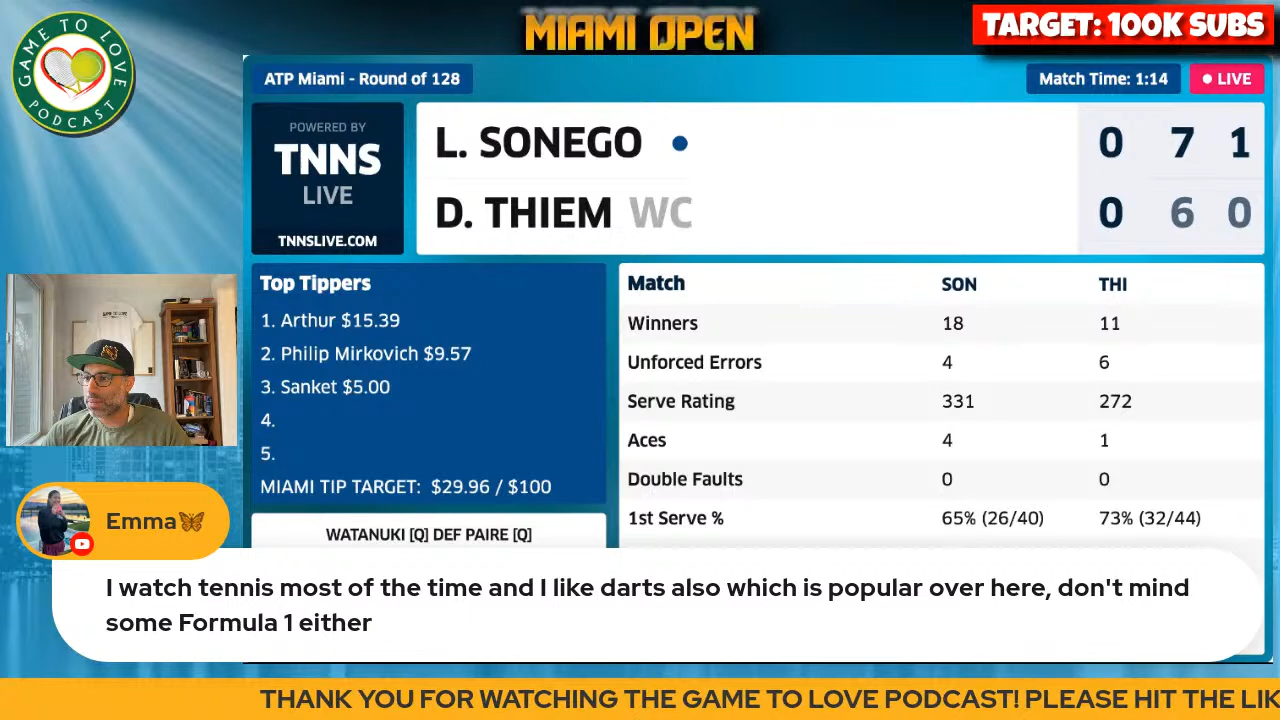 GAME TO LOVE
PODCAST
MIAMI OPEN
TARGET: 100K SUBS
ATP Miami - Round of 128
Match Time: 1:14
LIVE
POWERED BY
TNNS
LIVE
TNNSLIVE.COM
L. SONEGO 0 7 1
D. THIEM WC 0 6 0
Top Tippers
1. Arthur $15.39
2. Philip Mirkovich $9.57
3. Sanket $5.00
4.
5.
MIAMI TIP TARGET: $29.96 / $100
WATANUKI [Q] DEF PAIRE [Q]
Match SON THI
Winners 18 11
Unforced Errors 4 6
Serve Rating 331 272
Aces 4 1
Double Faults 0 0
1st Serve % 65% (26/40) 73% (32/44)
Emma🦋
I watch tennis most of the time and I like darts also which is popular over here, don't mind
some Formula 1 either
THANK YOU FOR WATCHING THE GAME TO LOVE PODCAST! PLEASE HIT THE LIK